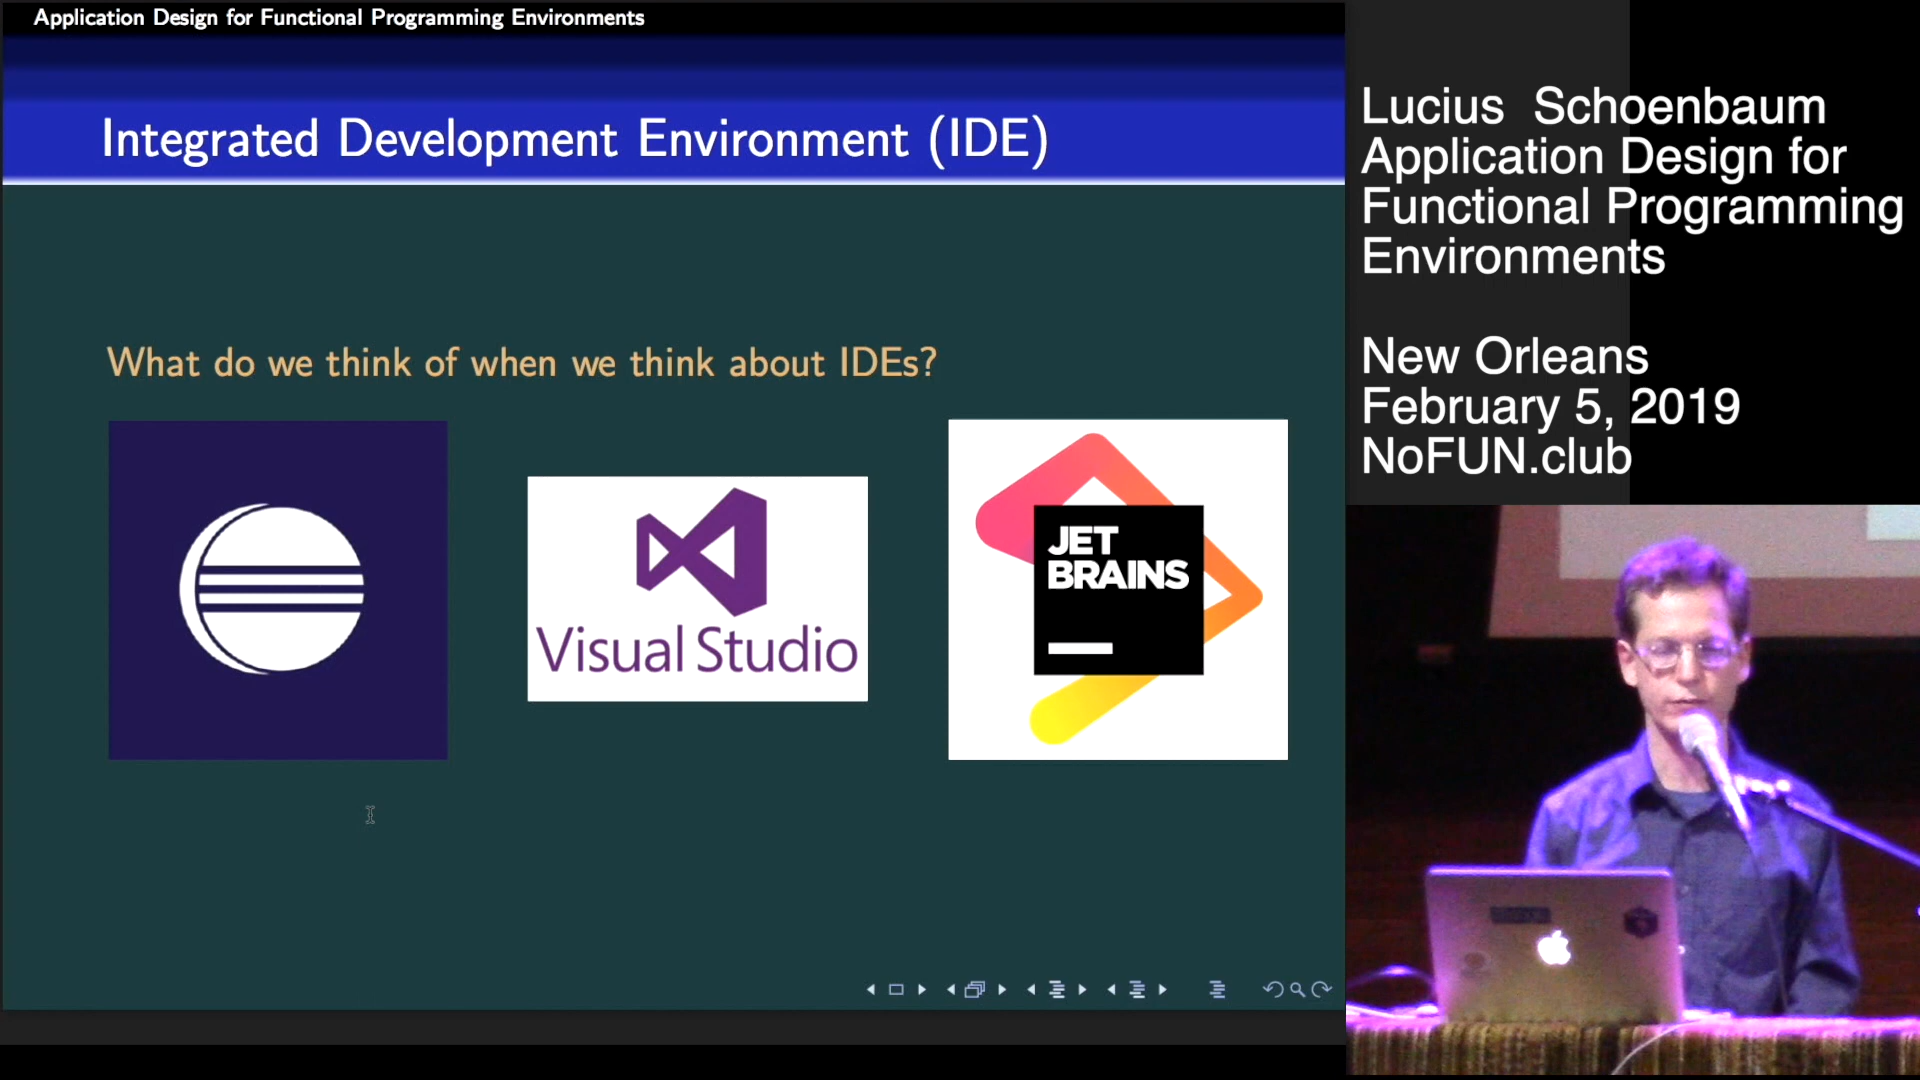 Application Design for Functional Programming Environments
Integrated Development Environment (IDE)
What do we think of when we think about IDEs?
Visual Studio
JET
BRAINS
Lucius Schoenbaum
Application Design for
Functional Programming
Environments
New Orleans
February 5, 2019
NoFUN.club